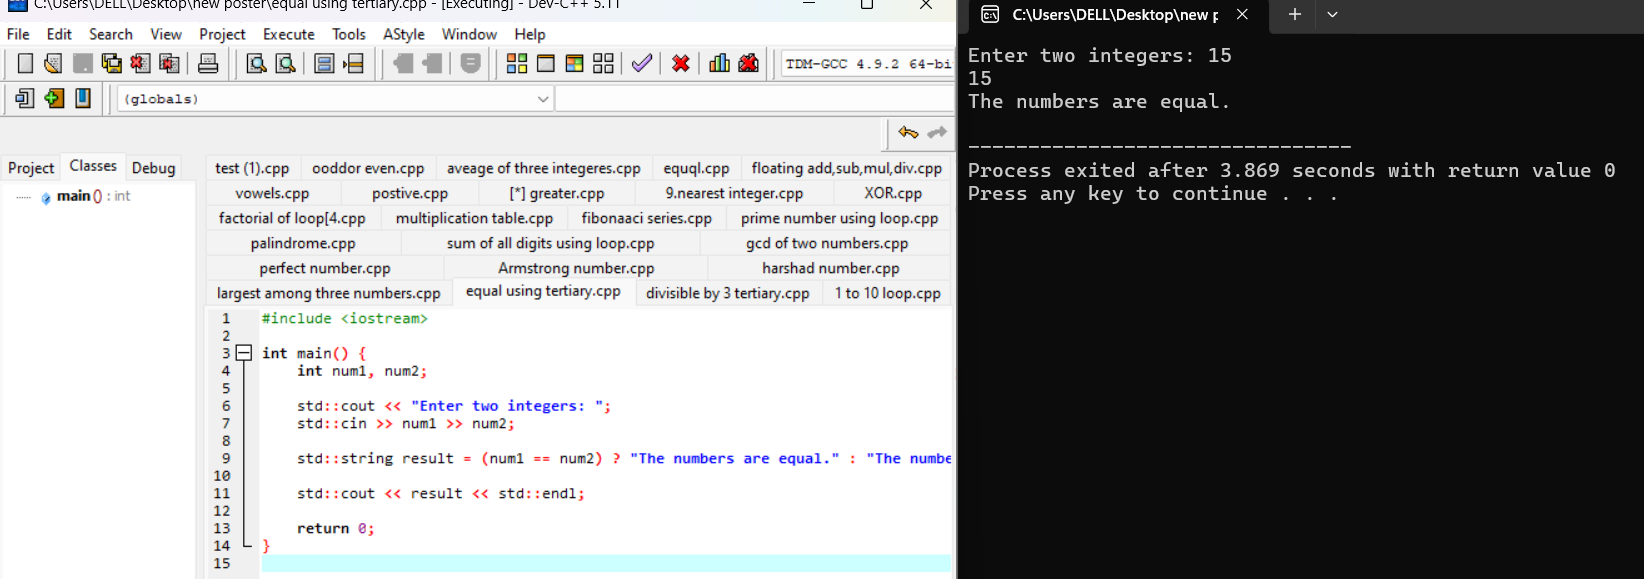 C:\Users\DELL\Desktop\new poster\equal using tertiary.cpp - [Executing] - Dev-C++ 5.11
File Edit Search View Project Execute Tools AStyle Window Help
TDM-GCC 4.9.2 64-bi
(globals)
Project Classes Debug
main() : int
test (1).cpp ooddor even.cpp aveage of three integeres.cpp equql.cpp floating add,sub,mul,div.cpp
vowels.cpp postive.cpp [*] greater.cpp 9.nearest integer.cpp XOR.cpp
factorial of loop[4.cpp multiplication table.cpp fibonaaci series.cpp prime number using loop.cpp
palindrome.cpp sum of all digits using loop.cpp gcd of two numbers.cpp
perfect number.cpp Armstrong number.cpp harshad number.cpp
largest among three numbers.cpp equal using tertiary.cpp divisible by 3 tertiary.cpp 1 to 10 loop.cpp
1 #include <iostream>
2
3 int main() {
4 int num1, num2;
5
6 std::cout << "Enter two integers: ";
7 std::cin >> num1 >> num2;
8
9 std::string result = (num1 == num2) ? "The numbers are equal." : "The numbe
10
11 std::cout << result << std::endl;
12
13 return 0;
14 }
15
C:\Users\DELL\Desktop\new p
Enter two integers: 15
15
The numbers are equal.
--------------------------------
Process exited after 3.869 seconds with return value 0
Press any key to continue . . .